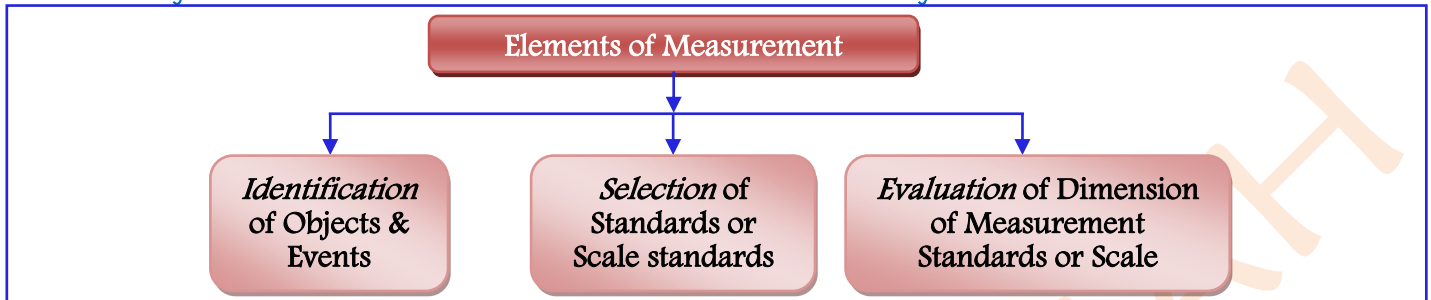 Elements of Measurement
Identification
of Objects &
Events
Selection of
Standards or
Scale standards
Evaluation of Dimension
of Measurement
Standards or Scale